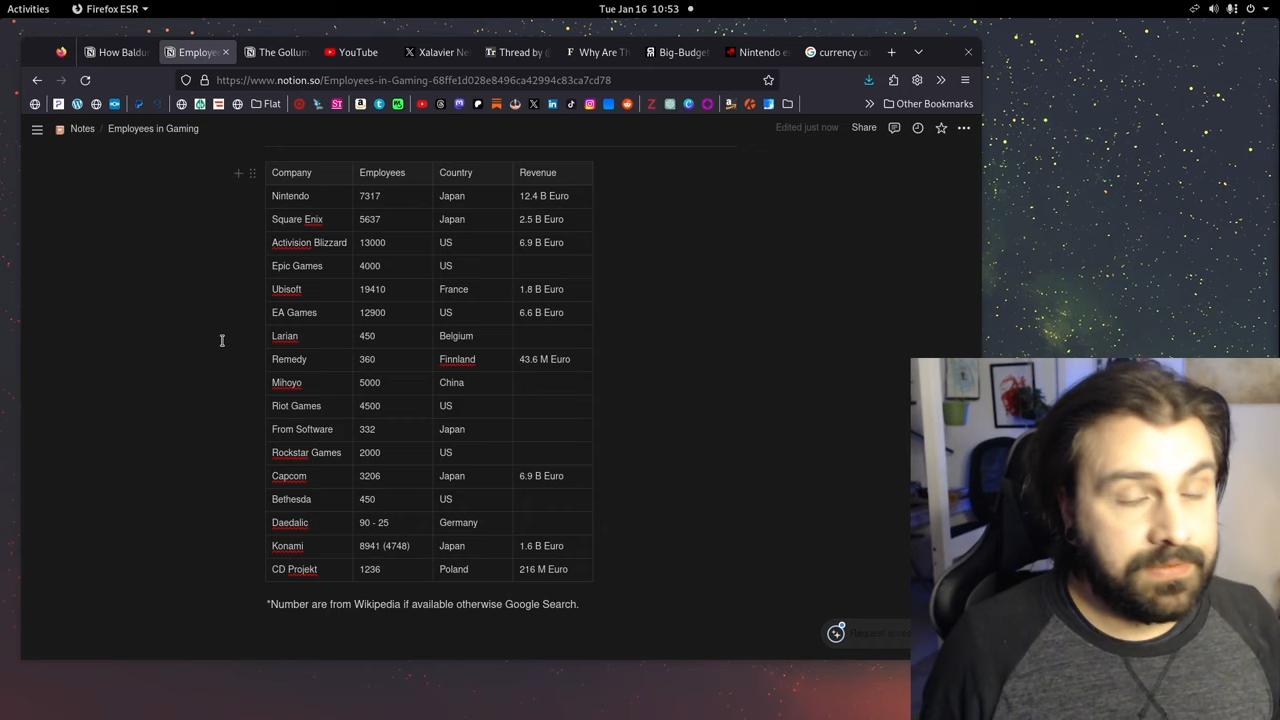 Activities Firefox ESR Tue Jan 16 10:53
How Baldu Employe The Gollum YouTube Xalavier Ne Thread by @ Why Are Th Big-Budge Nintendo e currency ca
https://www.notion.so/Employees-in-Gaming-68ffe1d028e8496ca42994c83ca7cd78
Flat Other Bookmarks
Notes / Employees in Gaming Edited just now Share
Company Employees Country Revenue
Nintendo 7317 Japan 12.4 B Euro
Square Enix 5637 Japan 2.5 B Euro
Activision Blizzard 13000 US 6.9 B Euro
Epic Games 4000 US
Ubisoft 19410 France 1.8 B Euro
EA Games 12900 US 6.6 B Euro
Larian 450 Belgium
Remedy 360 Finnland 43.6 M Euro
Mihoyo 5000 China
Riot Games 4500 US
From Software 332 Japan
Rockstar Games 2000 US
Capcom 3206 Japan 6.9 B Euro
Bethesda 450 US
Daedalic 90 - 25 Germany
Konami 8941 (4748) Japan 1.6 B Euro
CD Projekt 1236 Poland 216 M Euro
*Number are from Wikipedia if available otherwise Google Search.